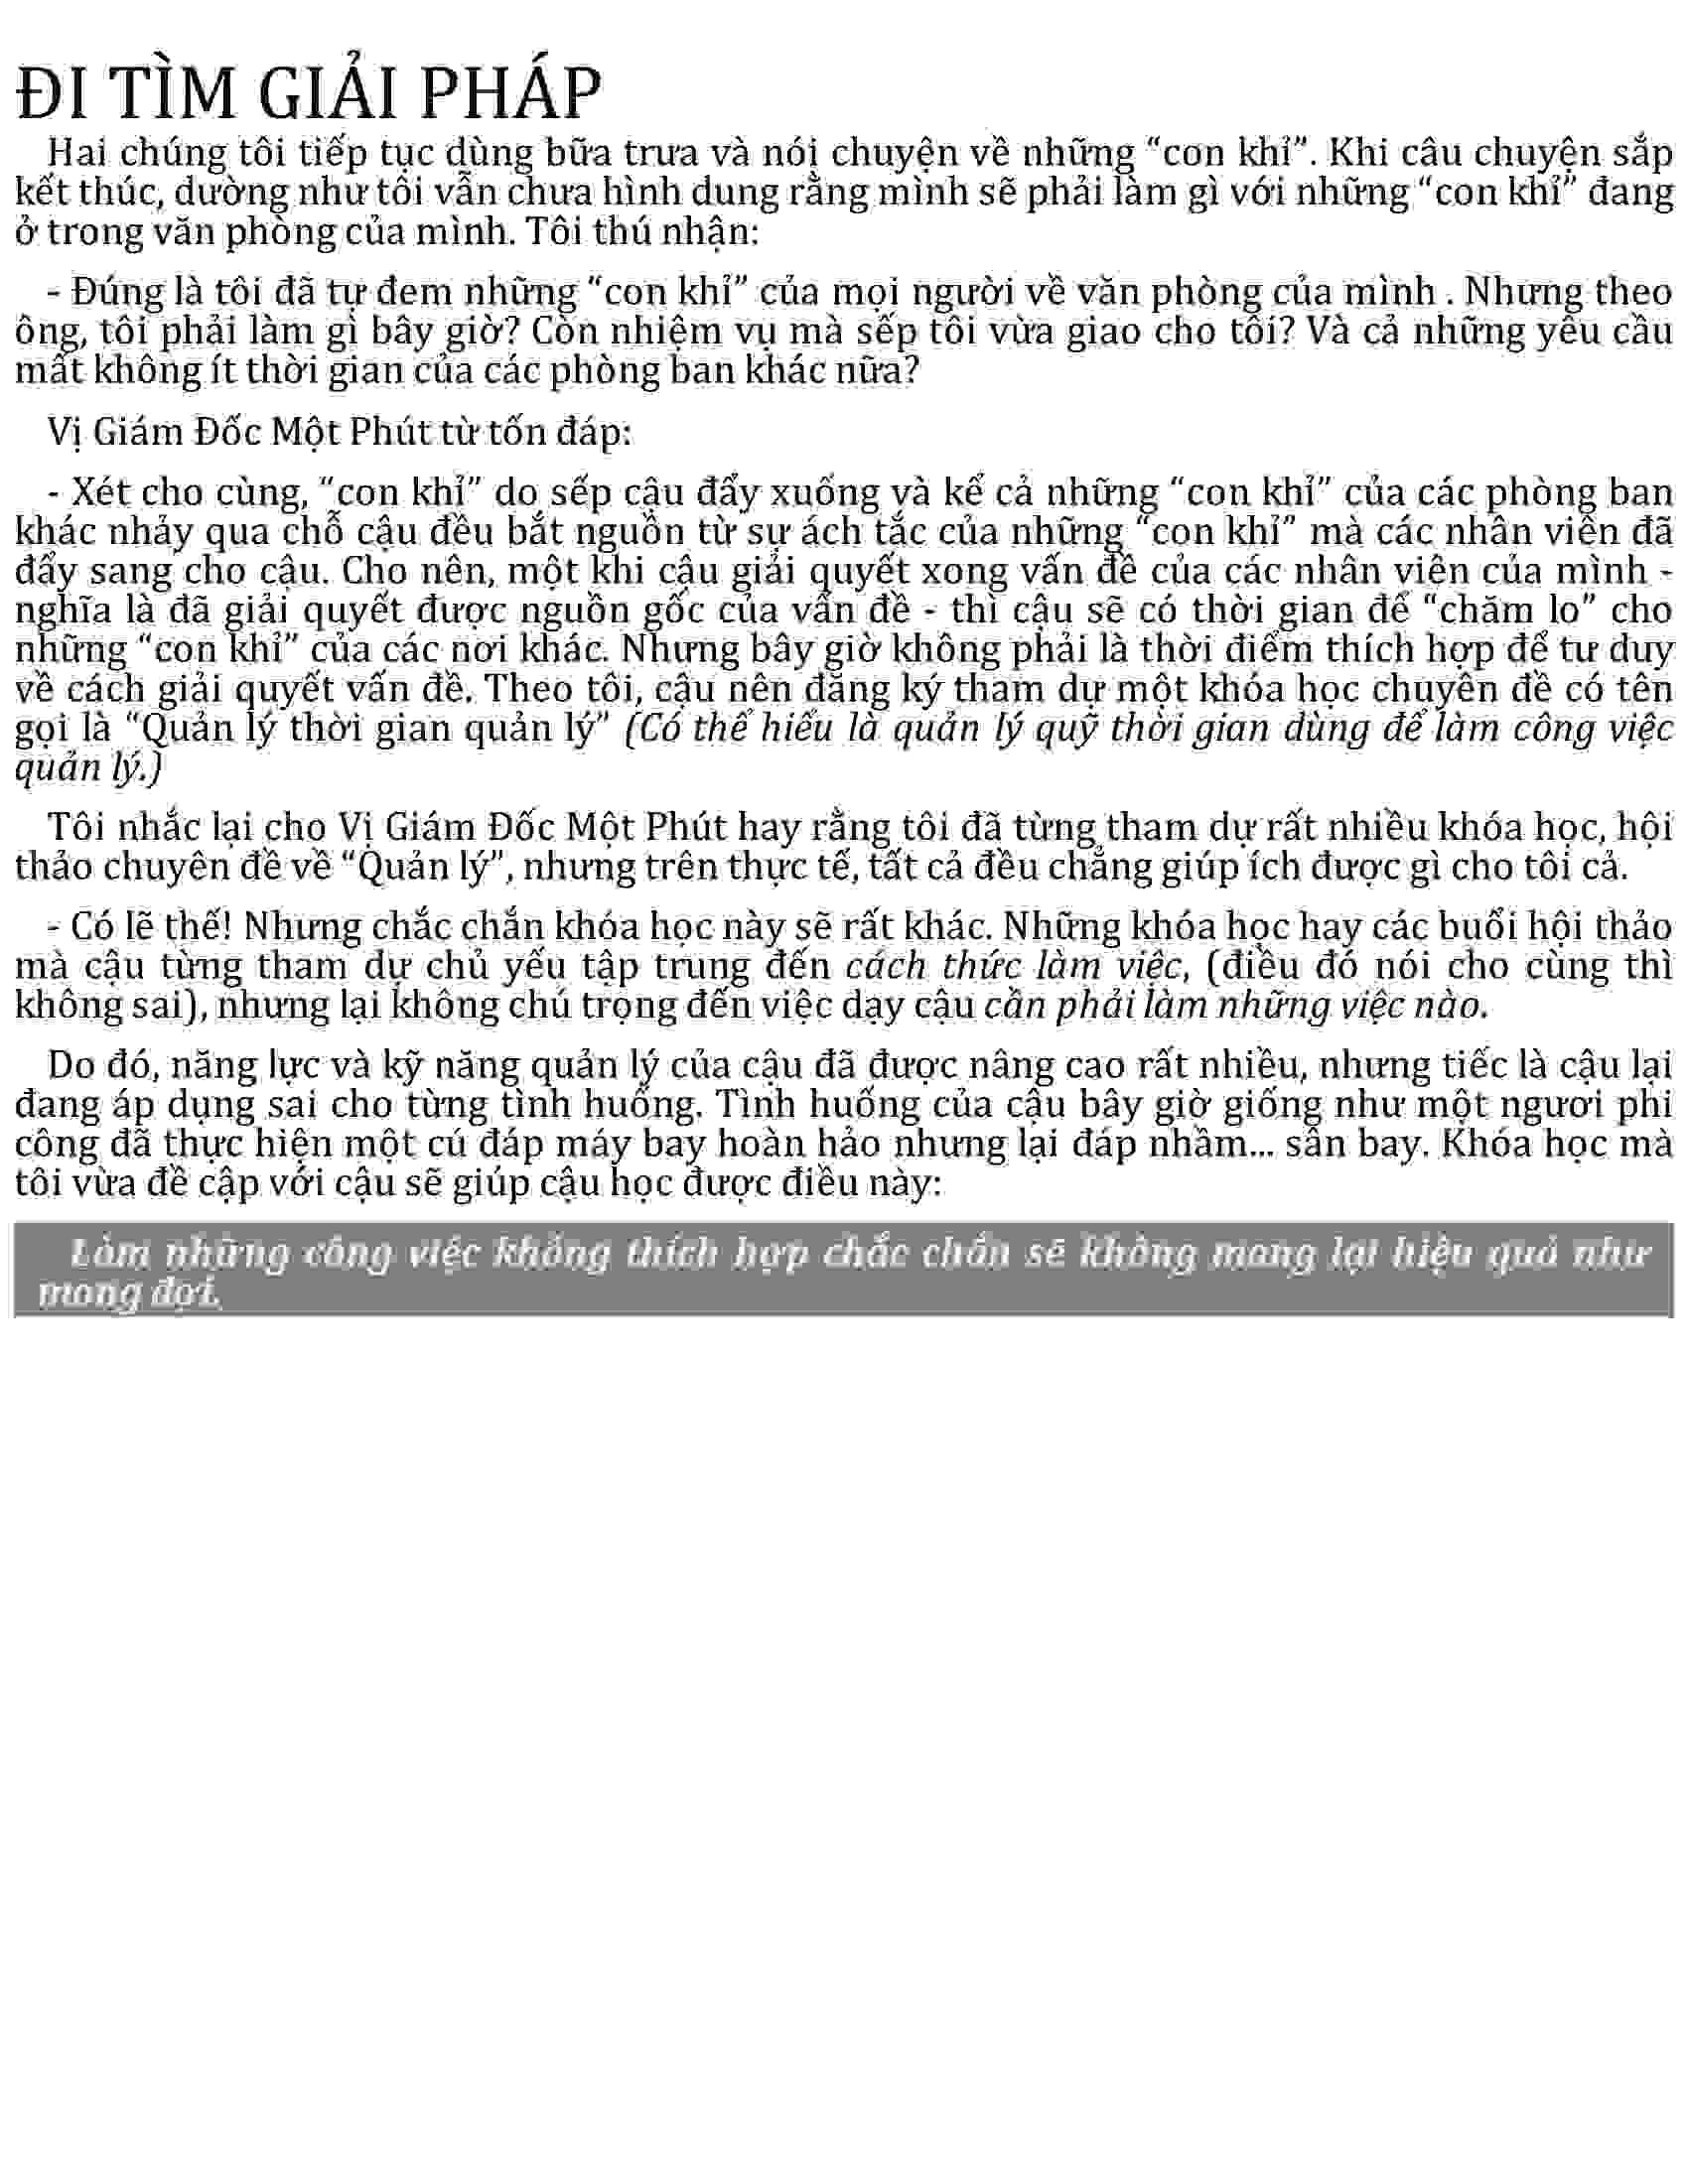 ĐI TÌM GIẢI PHÁP
Hai chúng tôi tiếp tục dùng bữa trưa và nói chuyện về những “con khỉ”. Khi câu chuyện sắp
kết thúc, dường như tôi vẫn chưa hình dung rằng mình sẽ phải làm gì với những “con khỉ” đang
ở trong văn phòng của mình. Tôi thú nhận:
- Đúng là tôi đã tự đem những “con khỉ” của mọi người về văn phòng của mình . Nhưng theo
ông, tôi phải làm gì bây giờ? Còn nhiệm vụ mà sếp tôi vừa giao cho tôi? Và cả những yêu cầu
mất không ít thời gian của các phòng ban khác nữa?
Vị Giám Đốc Một Phút từ tốn đáp:
- Xét cho cùng, “con khỉ” do sếp cậu đẩy xuống và kể cả những “con khỉ” của các phòng ban
khác nhảy qua chỗ cậu đều bắt nguồn từ sự ách tắc của những “con khỉ” mà các nhân viên đã
đẩy sang cho cậu. Cho nên, một khi cậu giải quyết xong vấn đề của các nhân viên của mình -
nghĩa là đã giải quyết được nguồn gốc của vấn đề - thì cậu sẽ có thời gian để “chăm lo” cho
những “con khỉ” của các nơi khác. Nhưng bây giờ không phải là thời điểm thích hợp để tư duy
về cách giải quyết vấn đề. Theo tôi, cậu nên đăng ký tham dự một khóa học chuyên đề có tên
gọi là “Quản lý thời gian quản lý” (Có thể hiểu là quản lý quỹ thời gian dùng để làm công việc
quản lý.)
Tôi nhắc lại cho Vị Giám Đốc Một Phút hay rằng tôi đã từng tham dự rất nhiều khóa học, hội
thảo chuyên đề về “Quản lý”, nhưng trên thực tế, tất cả đều chẳng giúp ích được gì cho tôi cả.
- Có lẽ thế! Nhưng chắc chắn khóa học này sẽ rất khác. Những khóa học hay các buổi hội thảo
mà cậu từng tham dự chủ yếu tập trung đến cách thức làm việc, (điều đó nói cho cùng thì
không sai), nhưng lại không chú trọng đến việc dạy cậu cần phải làm những việc nào.
Do đó, năng lực và kỹ năng quản lý của cậu đã được nâng cao rất nhiều, nhưng tiếc là cậu lại
đang áp dụng sai cho từng tình huống. Tình huống của cậu bây giờ giống như một ngươi phi
công đã thực hiện một cú đáp máy bay hoàn hảo nhưng lại đáp nhầm... sân bay. Khóa học mà
tôi vừa đề cập với cậu sẽ giúp cậu học được điều này:
Làm những công việc không thích hợp chắc chắn sẽ không mang lại hiệu quả như
mong đợi.